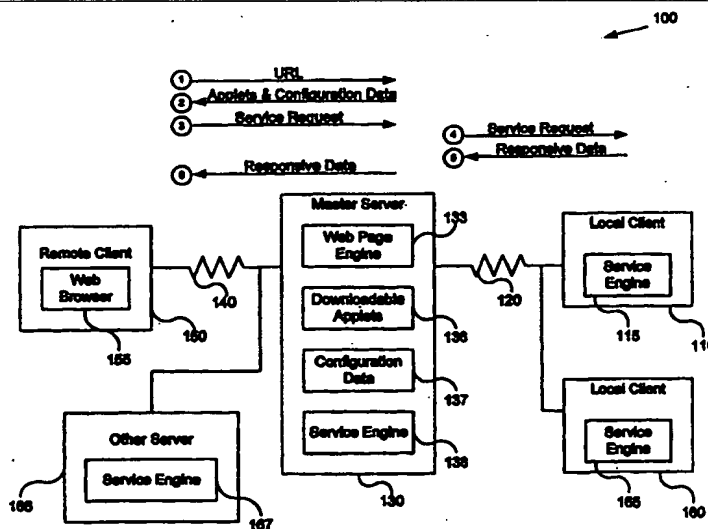 100
1 URL
2 Applets & Configuration Data
3 Service Request
4 Service Request
5 Responsive Data
6 Responsive Data
Master Server
133
Web Page
Engine
Remote Client
Web
Browser
140
155
150
Downloadable
Applets
136
120
Local Client
Service
Engine
115
110
Configuration
Data
137
Service Engine
138
130
Other Server
Service Engine
166
167
Local Client
Service
Engine
165
160